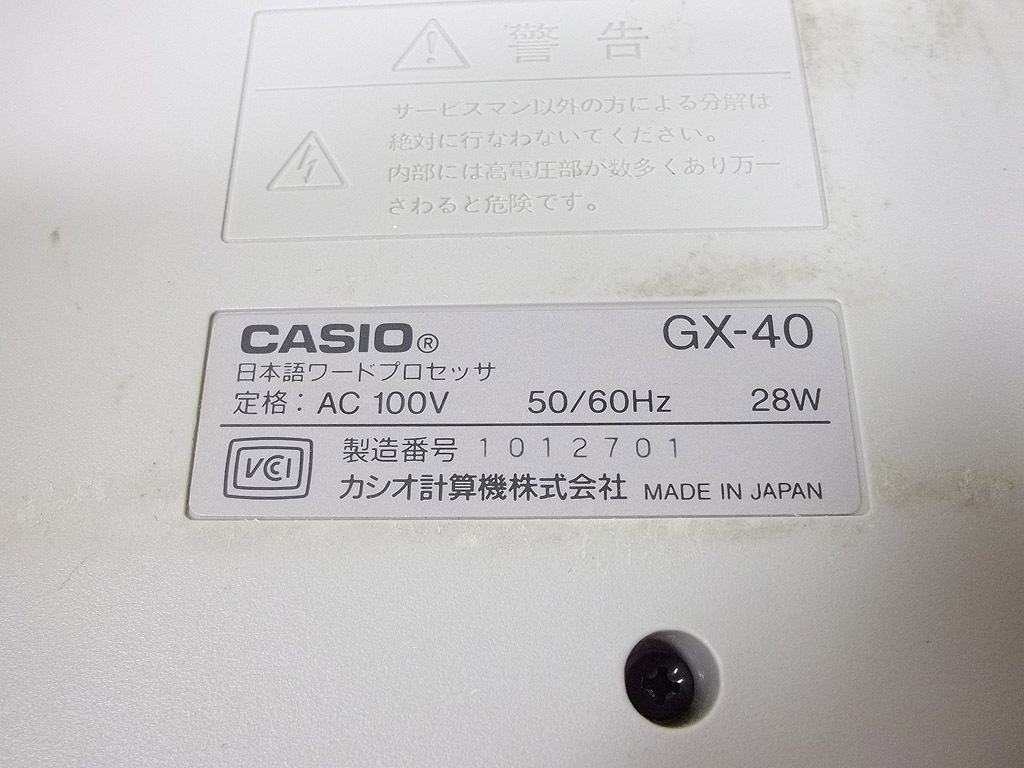 警告
サービスマン以外の方による分解は
絶対に行なわないでください。
内部には高電圧部が数多くあり万一
さわると危険です。
CASIO® GX-40
日本語ワードプロセッサ
定格：AC 100V 50/60Hz 28W
VCCI 製造番号 1012701
カシオ計算機株式会社 MADE IN JAPAN